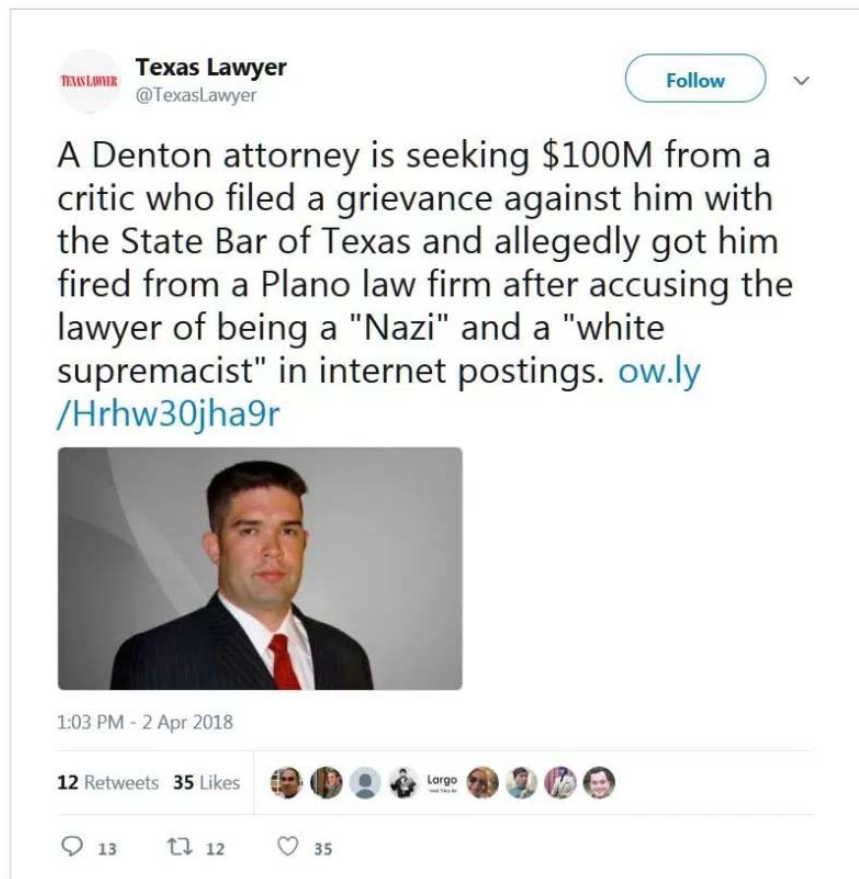 TEXAS LAWYER
Texas Lawyer
@TexasLawyer
Follow
A Denton attorney is seeking $100M from a
critic who filed a grievance against him with
the State Bar of Texas and allegedly got him
fired from a Plano law firm after accusing the
lawyer of being a "Nazi" and a "white
supremacist" in internet postings. ow.ly
/Hrhw30jha9r
1:03 PM - 2 Apr 2018
12 Retweets 35 Likes
Largo
13 12 35